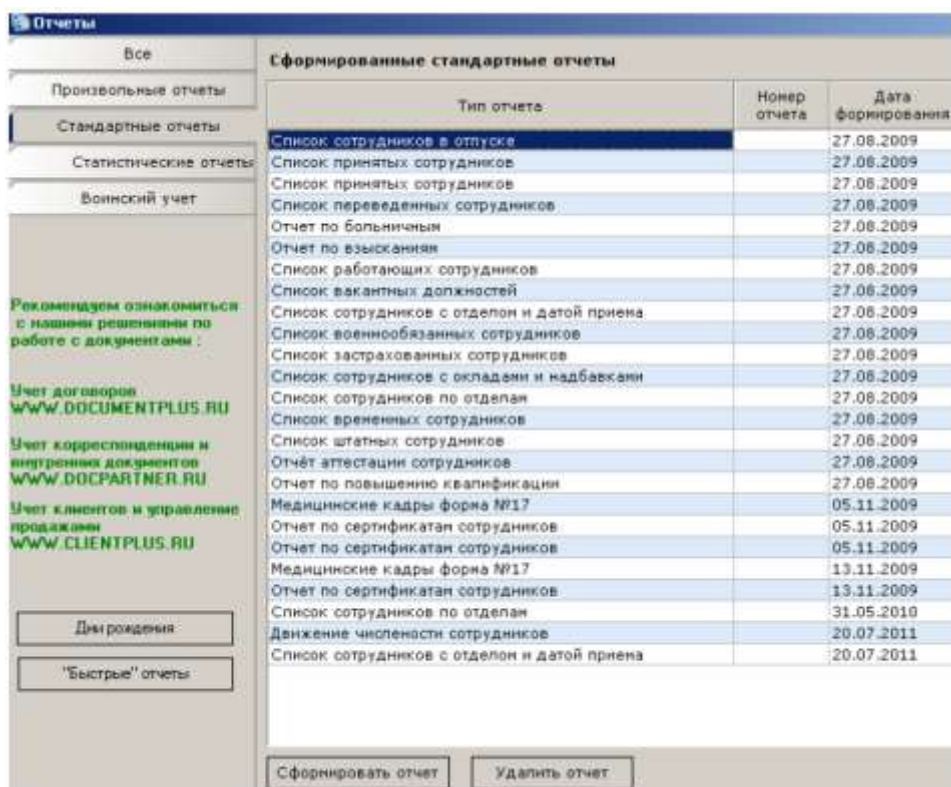 Отчеты
Все
Произвольные отчеты
Стандартные отчеты
Статистические отчеты
Воинский учет
Рекомендуем ознакомиться
с нашими решениями по
работе с документами :
Учет договоров
WWW.DOCUMENTPLUS.RU
Учет корреспонденции и
внутренних документов
WWW.DOCPARTNER.RU
Учет клиентов и управление
продажами
WWW.CLIENTPLUS.RU
Дни рождения
"Быстрые" отчеты
Сформированные стандартные отчеты
Тип отчета Номер отчета Дата формирования
Список сотрудников в отпуске 27.08.2009
Список принятых сотрудников 27.08.2009
Список принятых сотрудников 27.08.2009
Список переведенных сотрудников 27.08.2009
Отчет по больничным 27.08.2009
Отчет по взысканиям 27.08.2009
Список работающих сотрудников 27.08.2009
Список вакантных должностей 27.08.2009
Список сотрудников с отделом и датой приема 27.08.2009
Список военнообязанных сотрудников 27.08.2009
Список застрахованных сотрудников 27.08.2009
Список сотрудников с окладами и надбавками 27.08.2009
Список сотрудников по отделам 27.08.2009
Список временных сотрудников 27.08.2009
Список штатных сотрудников 27.08.2009
Отчёт аттестации сотрудников 27.08.2009
Отчет по повышению квалификации 27.08.2009
Медицинские кадры форма №17 05.11.2009
Отчет по сертификатам сотрудников 05.11.2009
Отчет по сертификатам сотрудников 05.11.2009
Медицинские кадры форма №17 13.11.2009
Отчет по сертификатам сотрудников 13.11.2009
Список сотрудников по отделам 31.05.2010
Движение числености сотрудников 20.07.2011
Список сотрудников с отделом и датой приема 20.07.2011
Сформировать отчет
Удалить отчет